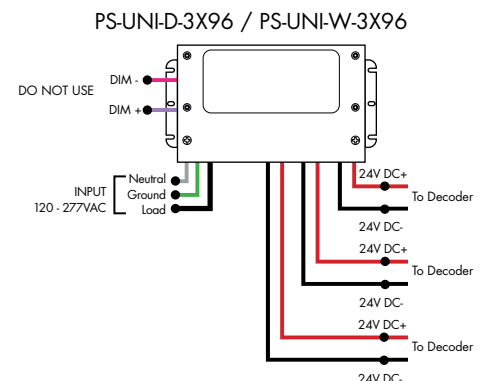 PS-UNI-D-3X96 / PS-UNI-W-3X96
DO NOT USE
DIM -
DIM +
INPUT
120 - 277VAC
Neutral
Ground
Load
24V DC+
To Decoder
24V DC-
24V DC+
To Decoder
24V DC-
24V DC+
To Decoder
24V DC-